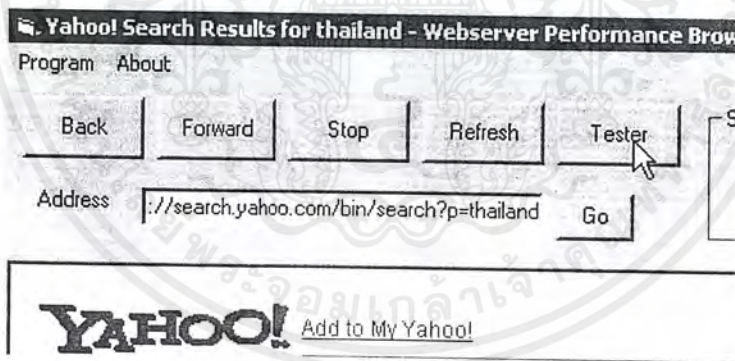 Yahoo! Search Results for thailand - Webserver Performance Brow
Program About
Back Forward Stop Refresh Tester S
Address ://search.yahoo.com/bin/search?p=thailand Go
YAHOO! Add to My Yahoo!